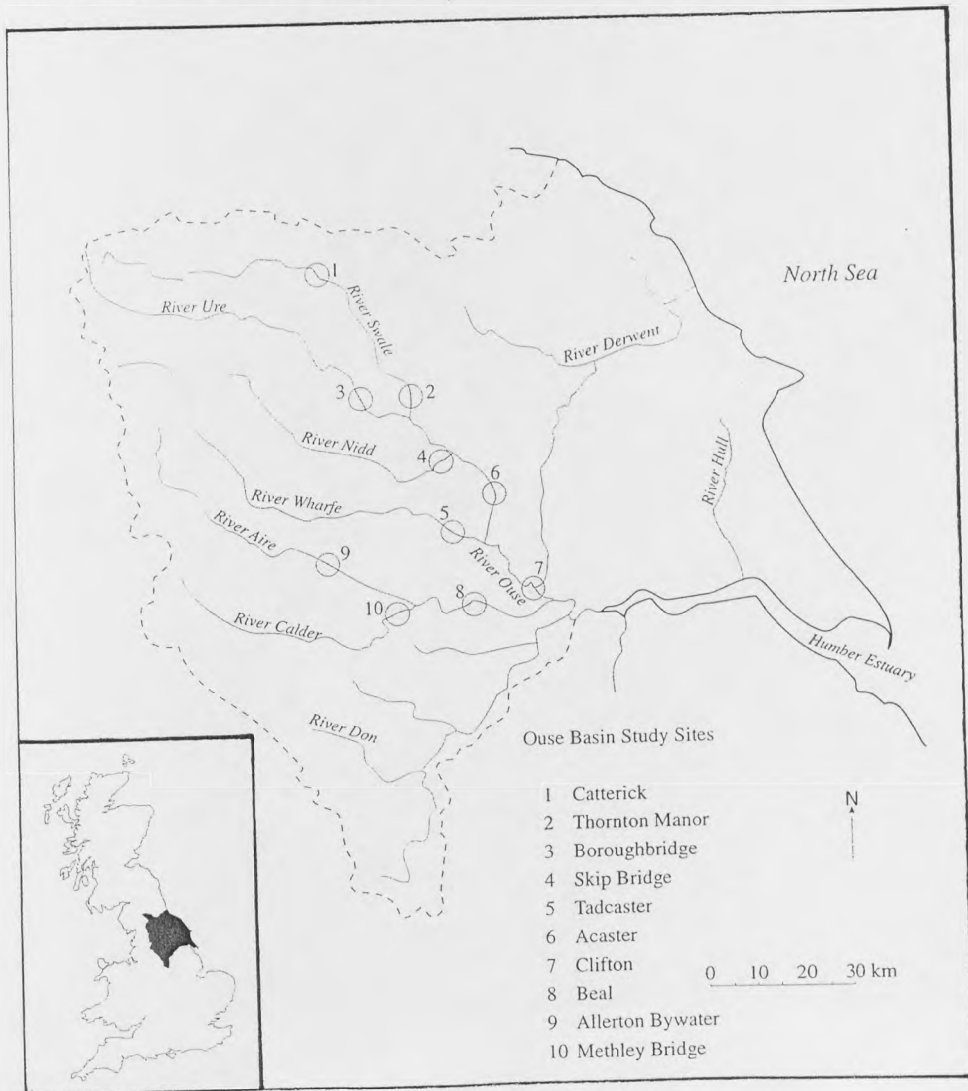 North Sea
1
River Ure
River Swale
River Derwent
3
2
River Hull
River Nidd
4
6
River Wharfe
5
River Aire
9
River Ouse
7
8
10
River Calder
Humber Estuary
River Don
Ouse Basin Study Sites
1 Catterick
2 Thornton Manor
3 Boroughbridge
4 Skip Bridge
5 Tadcaster
6 Acaster
7 Clifton
8 Beal
9 Allerton Bywater
10 Methley Bridge
N
0 10 20 30 km